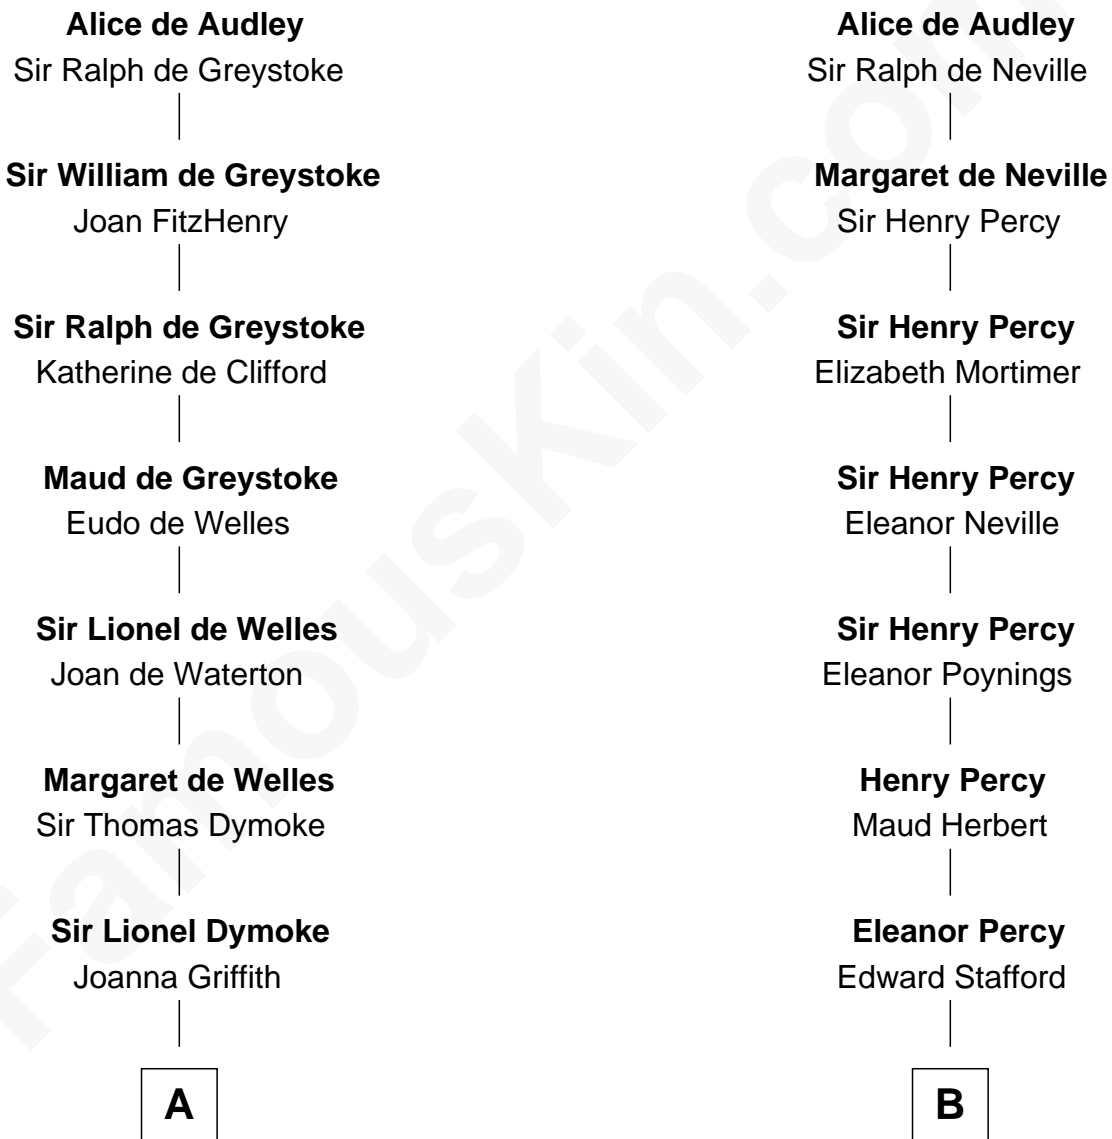 Alice de Audley
Sir Ralph de Greystoke
Sir William de Greystoke
Joan FitzHenry
Sir Ralph de Greystoke
Katherine de Clifford
Maud de Greystoke
Eudo de Welles
Sir Lionel de Welles
Joan de Waterton
Margaret de Welles
Sir Thomas Dymoke
Sir Lionel Dymoke
Joanna Griffith
A
Alice de Audley
Sir Ralph de Neville
Margaret de Neville
Sir Henry Percy
Sir Henry Percy
Elizabeth Mortimer
Sir Henry Percy
Eleanor Neville
Sir Henry Percy
Eleanor Poynings
Henry Percy
Maud Herbert
Eleanor Percy
Edward Stafford
B
FamousKin.com